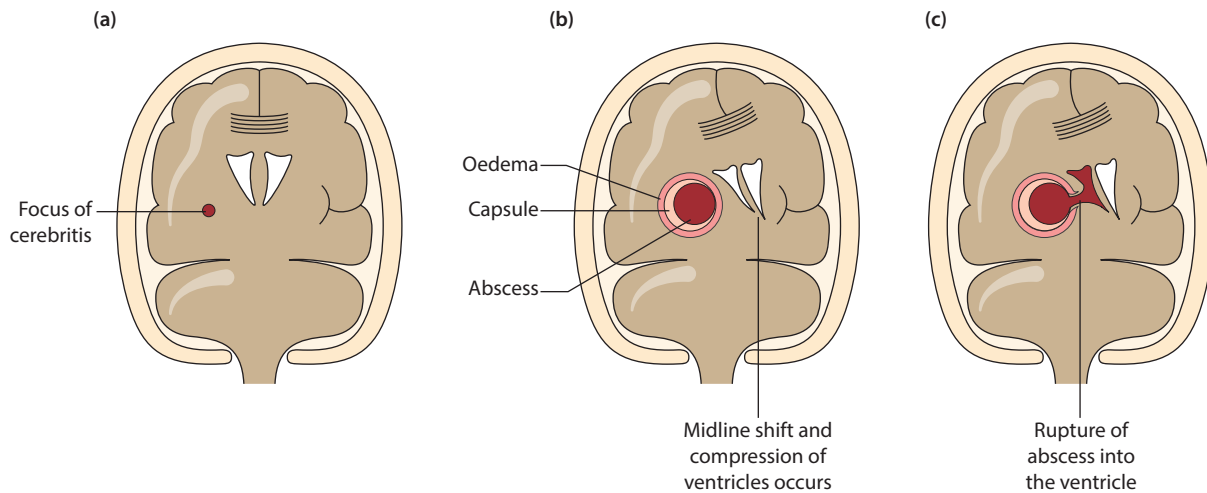 (a)
(b)
(c)
Focus of
cerebritis
Oedema
Capsule
Abscess
Midline shift and
compression of
ventricles occurs
Rupture of
abscess into
the ventricle